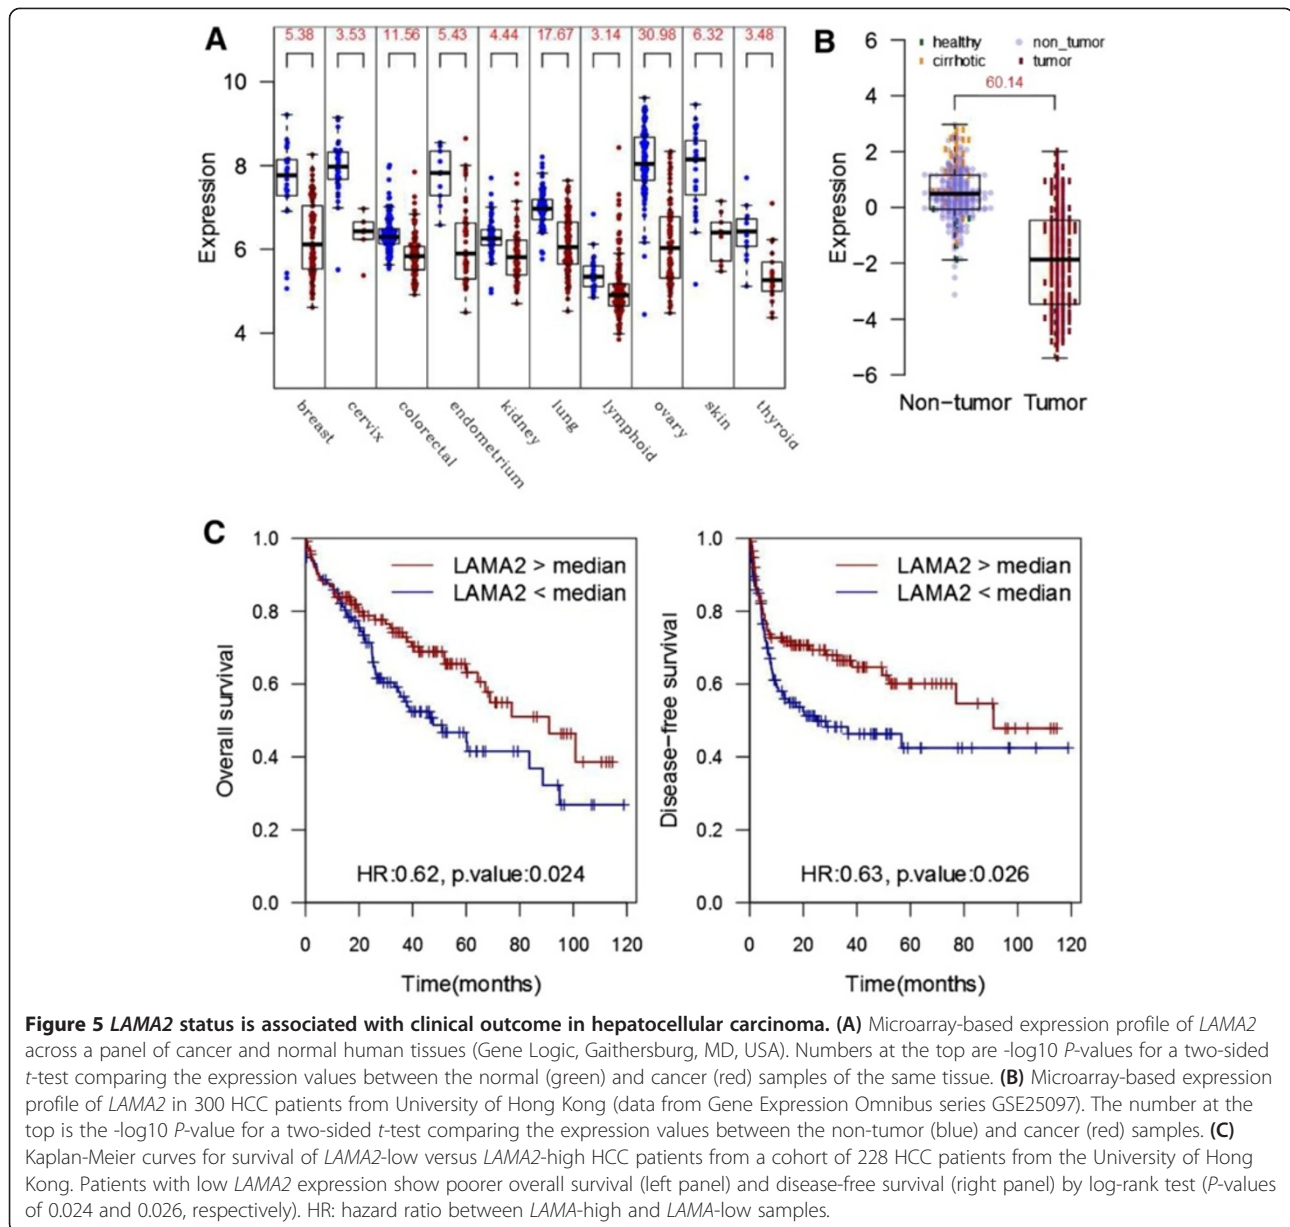 A
5.38 3.53 11.56 5.43 4.44 17.67 3.14 30.98 6.32 3.48
10
8
6
4
Expression
breast cervix colorectal endometrium kidney lung lymphoid ovary skin thyroid
B
healthy non_tumor
cirrhotic tumor
60.14
6
4
2
0
−2
−4
−6
Expression
Non-tumor Tumor
C
1.0
0.8
0.6
0.4
0.2
0.0
Overall survival
LAMA2 > median
LAMA2 < median
HR:0.62, p.value:0.024
0 20 40 60 80 100 120
Time(months)
1.0
0.8
0.6
0.4
0.2
0.0
Disease−free survival
LAMA2 > median
LAMA2 < median
HR:0.63, p.value:0.026
0 20 40 60 80 100 120
Time(months)
Figure 5 LAMA2 status is associated with clinical outcome in hepatocellular carcinoma. (A) Microarray-based expression profile of LAMA2
across a panel of cancer and normal human tissues (Gene Logic, Gaithersburg, MD, USA). Numbers at the top are -log10 P-values for a two-sided
t-test comparing the expression values between the normal (green) and cancer (red) samples of the same tissue. (B) Microarray-based expression
profile of LAMA2 in 300 HCC patients from University of Hong Kong (data from Gene Expression Omnibus series GSE25097). The number at the
top is the -log10 P-value for a two-sided t-test comparing the expression values between the non-tumor (blue) and cancer (red) samples. (C)
Kaplan-Meier curves for survival of LAMA2-low versus LAMA2-high HCC patients from a cohort of 228 HCC patients from the University of Hong
Kong. Patients with low LAMA2 expression show poorer overall survival (left panel) and disease-free survival (right panel) by log-rank test (P-values
of 0.024 and 0.026, respectively). HR: hazard ratio between LAMA-high and LAMA-low samples.